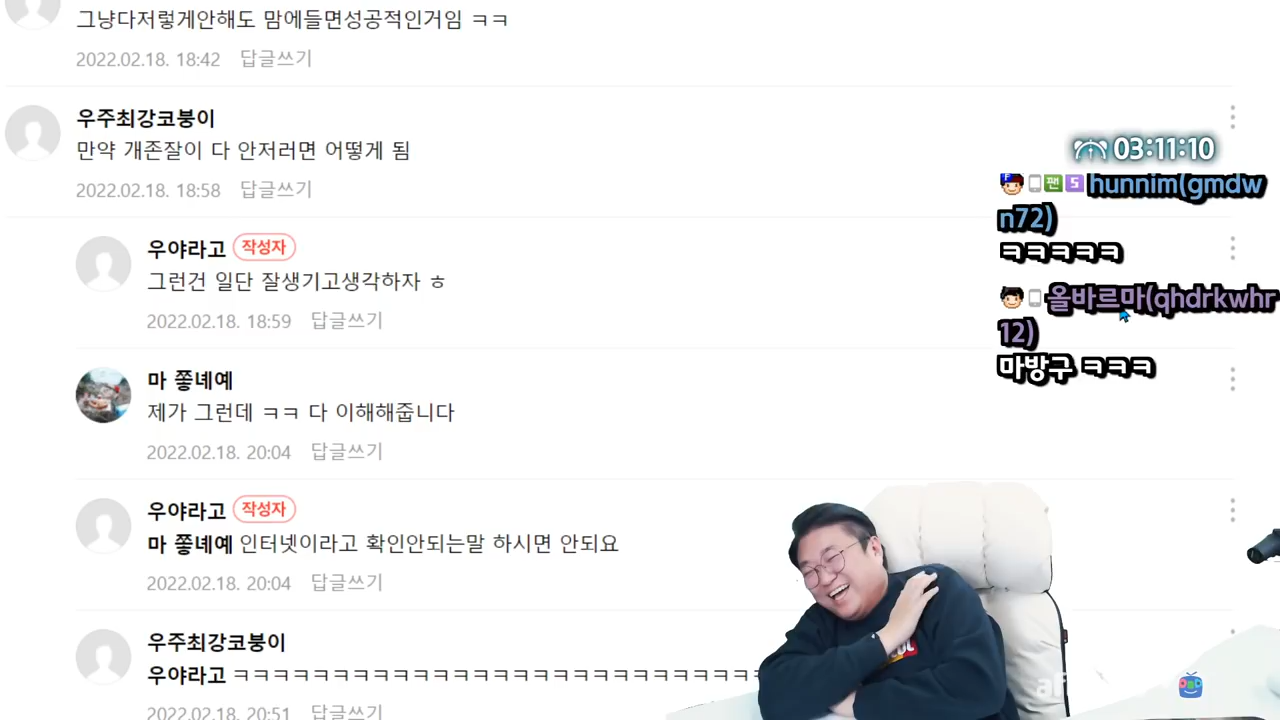 그냥다저렇게안해도 맘에들면성공적인거임 ㅋㅋ
2022.02.18. 18:42 답글쓰기
우주최강코붕이
만약 개존잘이 다 안저러면 어떻게 됨
2022.02.18. 18:58 답글쓰기
우야라고 작성자
그런건 일단 잘생기고생각하자 ㅎ
2022.02.18. 18:59 답글쓰기
마 쫗녜예
제가 그런데 ㅋㅋ 다 이해해줍니다
2022.02.18. 20:04 답글쓰기
우야라고 작성자
마 쫗녜예 인터넷이라고 확인안되는말 하시면 안되요
2022.02.18. 20:04 답글쓰기
우주최강코붕이
우야라고 ㅋㅋㅋㅋㅋㅋㅋㅋㅋㅋㅋㅋㅋㅋㅋㅋㅋㅋㅋㅋㅋㅋㅋㅋㅋㅋ
2022.02.18. 20:51 답글쓰기
03:11:10
F 팬 5 hunnim(gmdw
n72)
ㅋㅋㅋㅋㅋ
올바르마(qhdrkwhr
12)
마방구 ㅋㅋㅋ